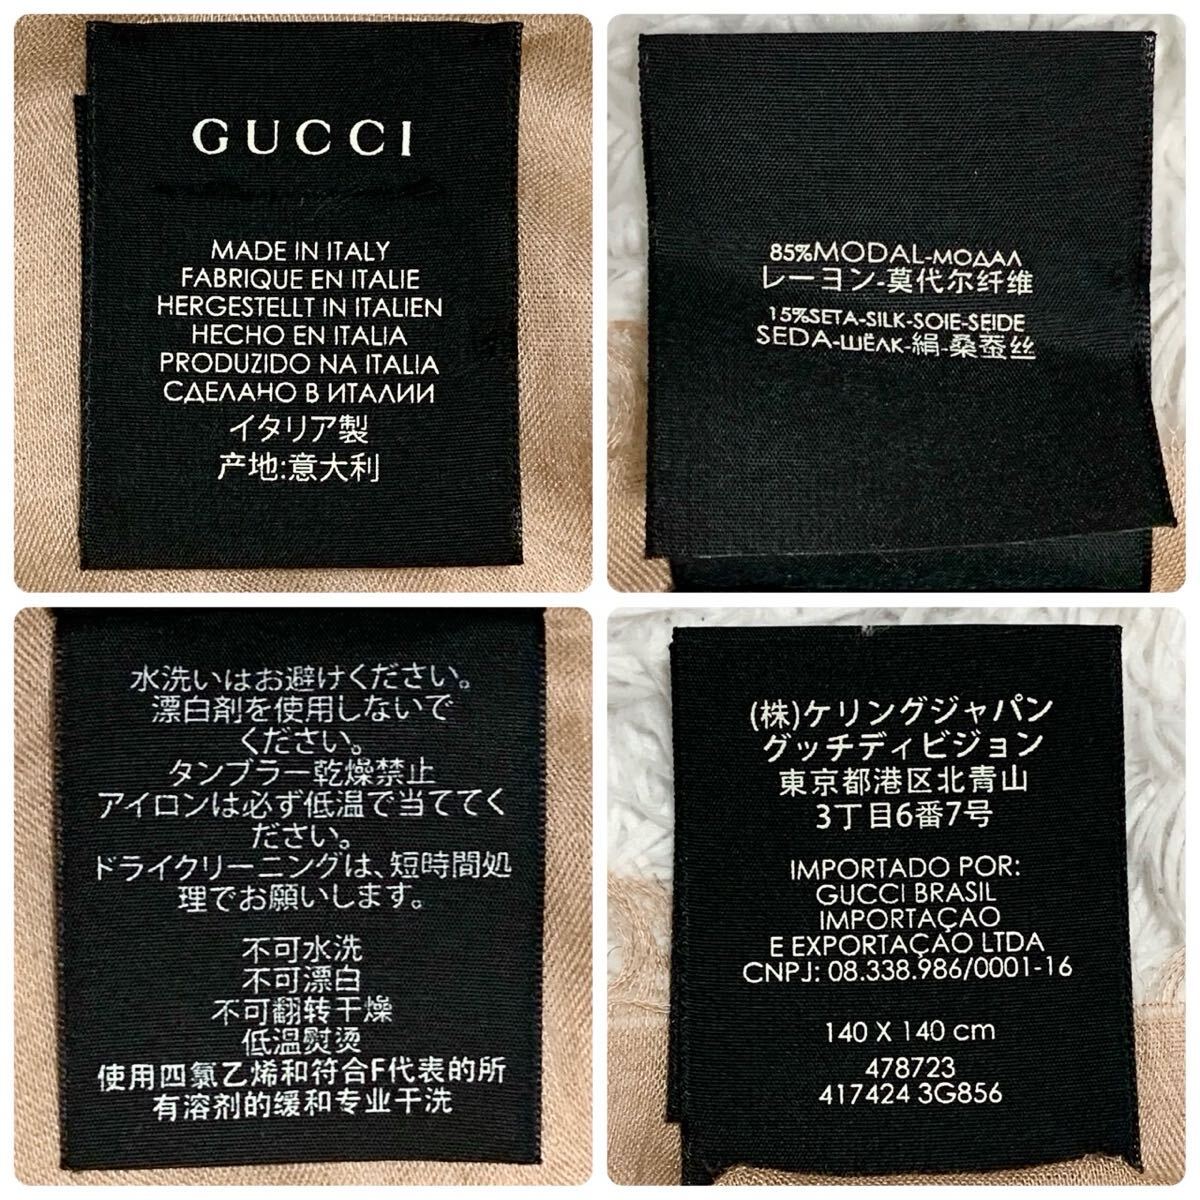 GUCCI
MADE IN ITALY
FABRIQUE EN ITALIE
HERGESTELLT IN ITALIEN
HECHO EN ITALIA
PRODUZIDO NA ITALIA
СДЕЛАНО В ИТАЛИИ
イタリア製
产地:意大利
85%MODAL-МОДАЛ
レーヨン-莫代尔纤维
15%SETA-SILK-SOIE-SEIDE
SEDA-ШЁЛК-絹-桑蚕丝
水洗いはお避けください。
漂白剤を使用しないで
ください。
タンブラー乾燥禁止
アイロンは必ず低温で当ててく
ださい。
ドライクリーニングは、短時間処
理でお願いします。
不可水洗
不可漂白
不可翻转干燥
低温熨烫
使用四氯乙烯和符合F代表的所
有溶剂的缓和专业干洗
(株)ケリングジャパン
グッチディビジョン
東京都港区北青山
3丁目6番7号
IMPORTADO POR:
GUCCI BRASIL
IMPORTAÇAO
E EXPORTAÇAO LTDA
CNPJ: 08.338.986/0001-16
140 X 140 cm
478723
417424 3G856